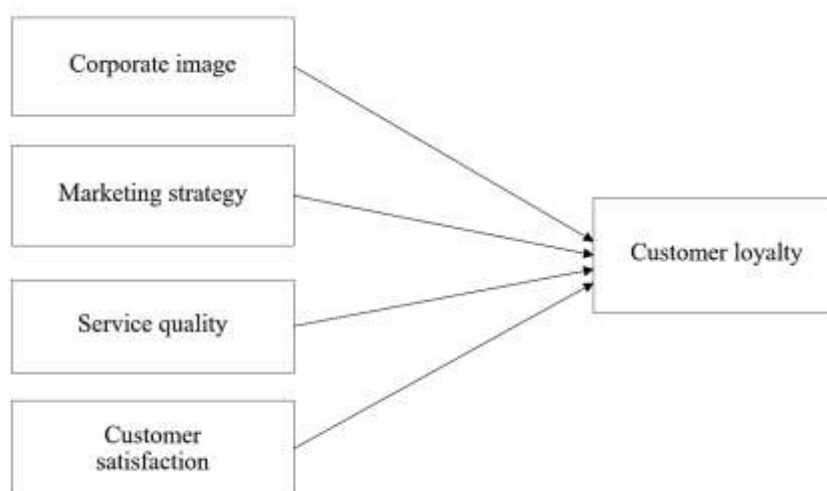 Corporate image
Marketing strategy
Service quality
Customer
satisfaction
Customer loyalty